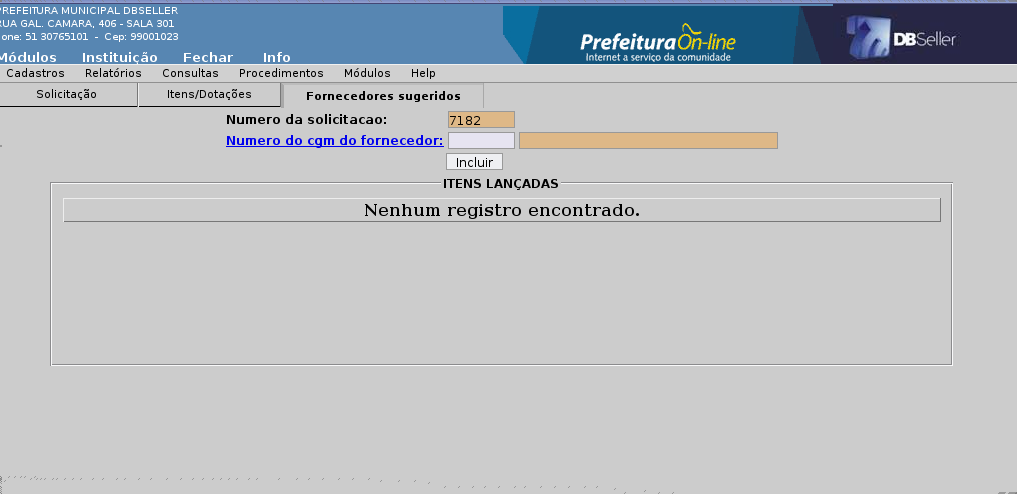 PREFEITURA MUNICIPAL DBSELLER
RUA GAL. CAMARA, 406 - SALA 301
one: 51 30765101 - Cep: 99001023
Módulos Instituição Fechar Info
PrefeituraOn-line
Internet a serviço da comunidade
DBSeller
Cadastros Relatórios Consultas Procedimentos Módulos Help
Solicitação Itens/Dotações Fornecedores sugeridos
Numero da solicitacao: 7182
Numero do cgm do fornecedor:
Incluir
ITENS LANÇADAS
Nenhum registro encontrado.